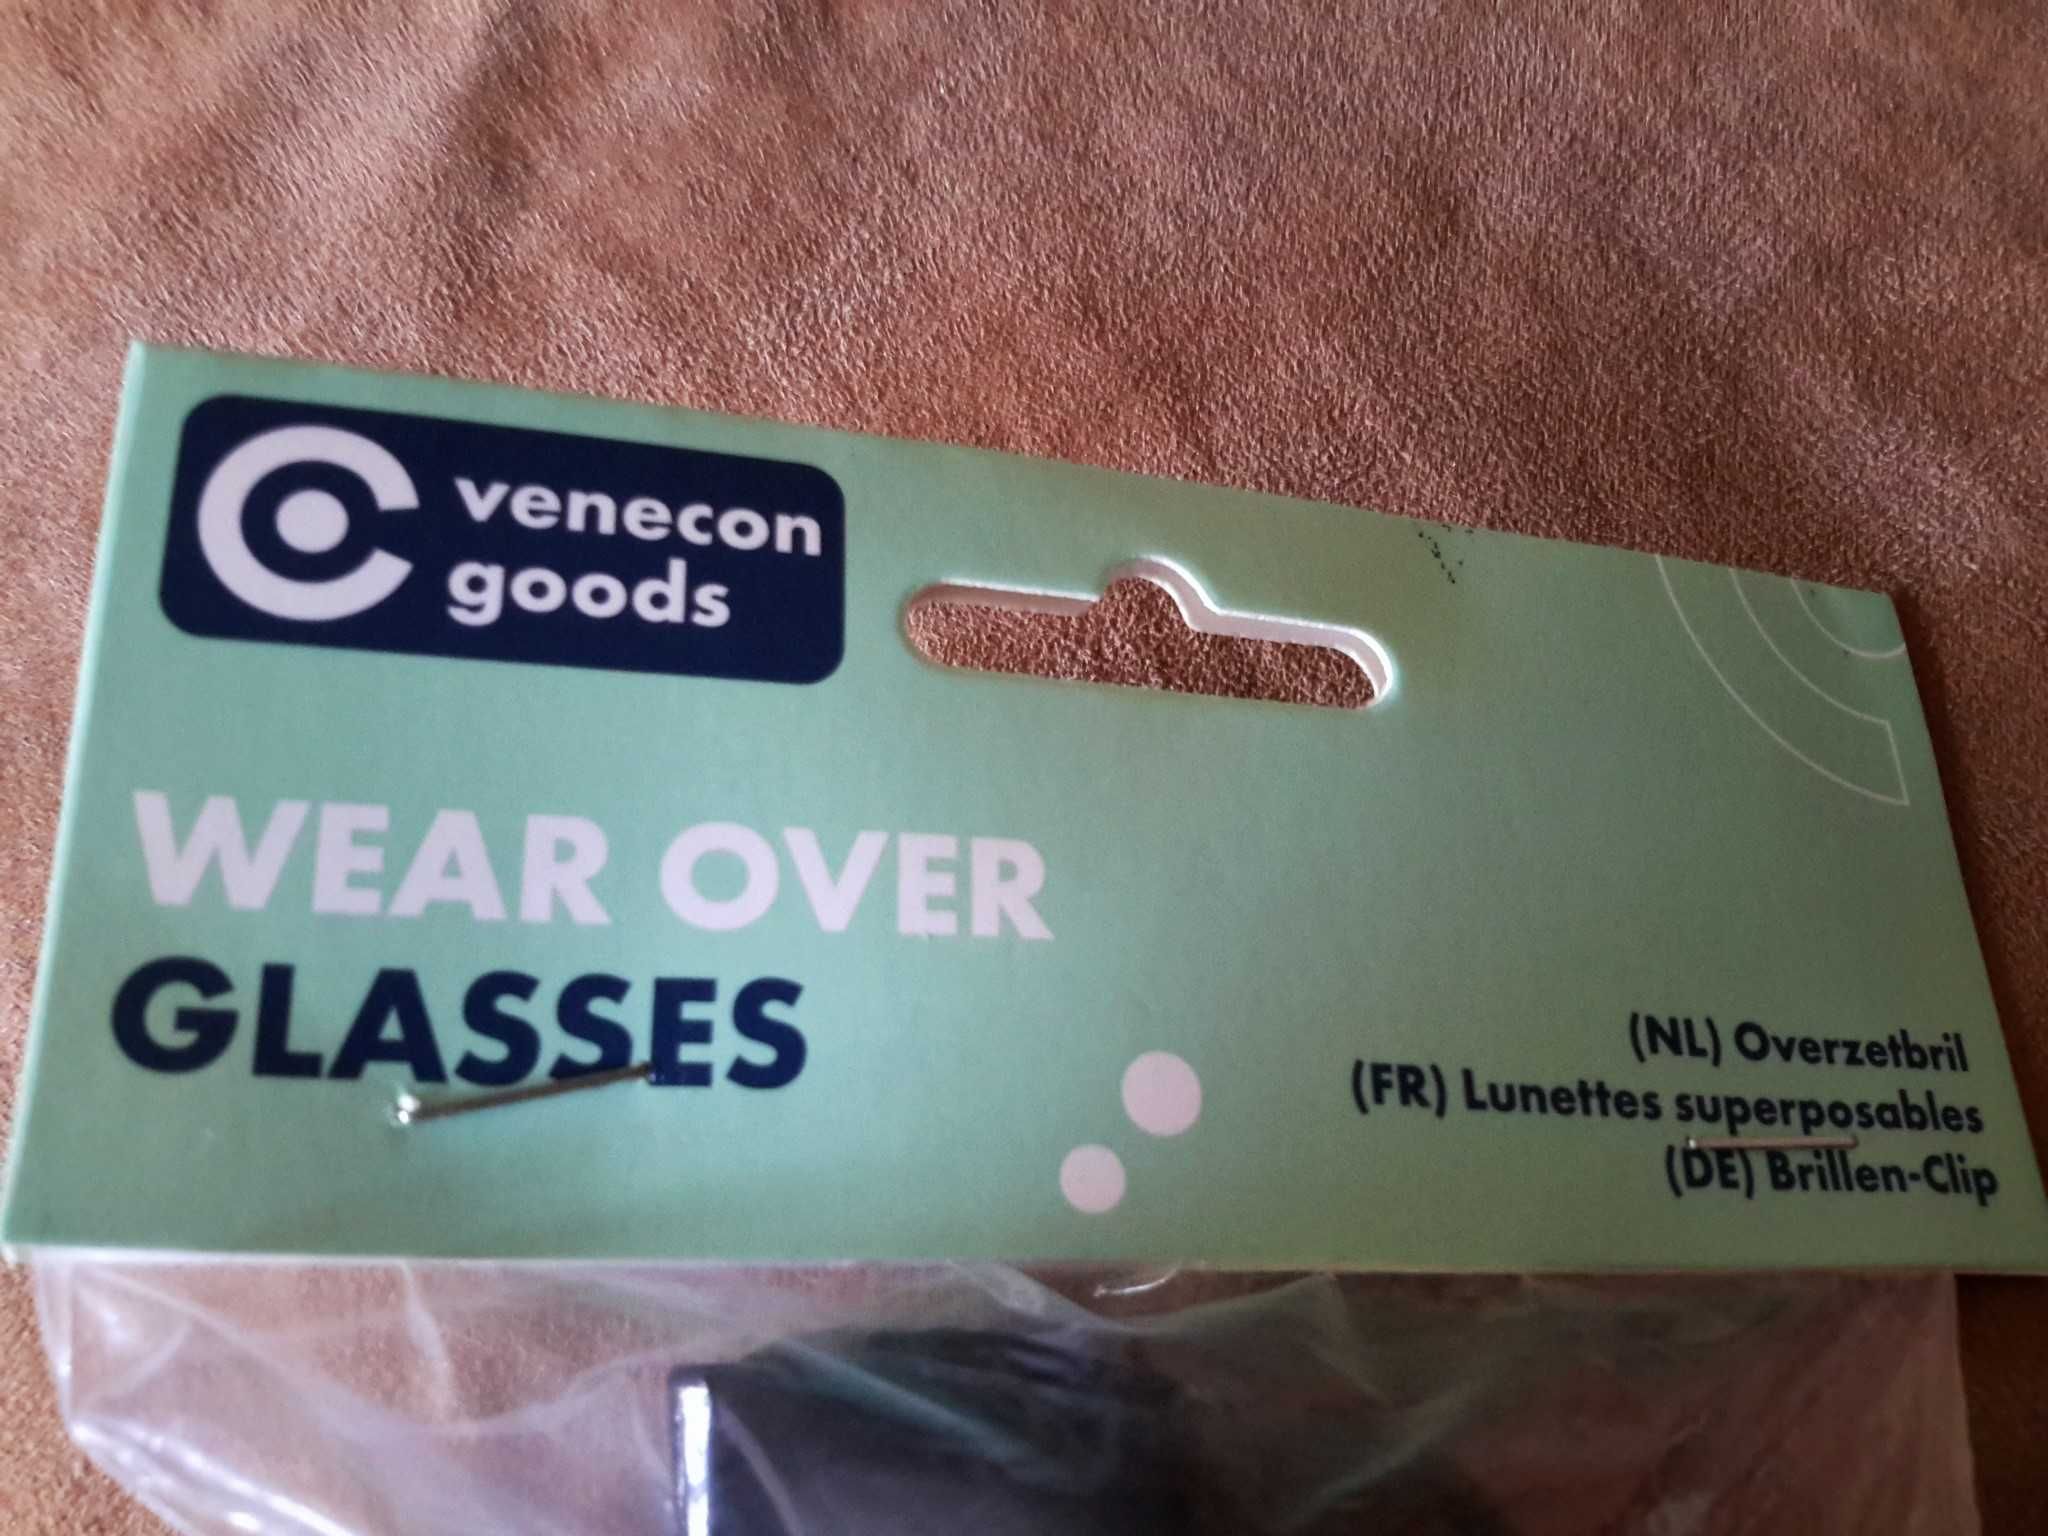 venecon
goods
WEAR OVER
GLASSES
(NL) Overzetbril
(FR) Lunettes superposables
(DE) Brillen-Clip